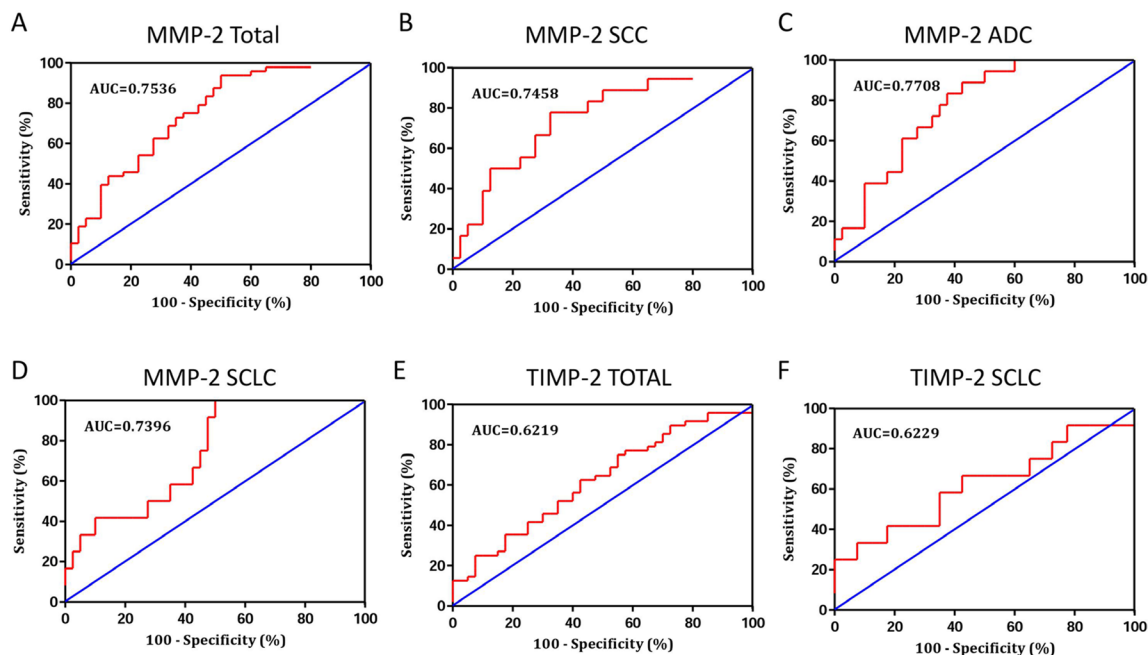 A
MMP-2 Total
100
80
60
40
20
0
0
20
40
60
80
100
AUC=0.7536
Sensitivity (%)
100 - Specificity (%)
B
MMP-2 SCC
100
80
60
40
20
0
0
20
40
60
80
100
AUC=0.7458
Sensitivity (%)
100 - Specificity (%)
C
MMP-2 ADC
100
80
60
40
20
0
0
20
40
60
80
100
AUC=0.7708
Sensitivity (%)
100 - Specificity (%)
D
MMP-2 SCLC
100
80
60
40
20
0
0
20
40
60
80
100
AUC=0.7396
Sensitivity (%)
100 - Specificity (%)
E
TIMP-2 TOTAL
100
80
60
40
20
0
0
20
40
60
80
100
AUC=0.6219
Sensitivity (%)
100 - Specificity (%)
F
TIMP-2 SCLC
100
80
60
40
20
0
0
20
40
60
80
100
AUC=0.6229
Sensitivity (%)
100 - Specificity (%)